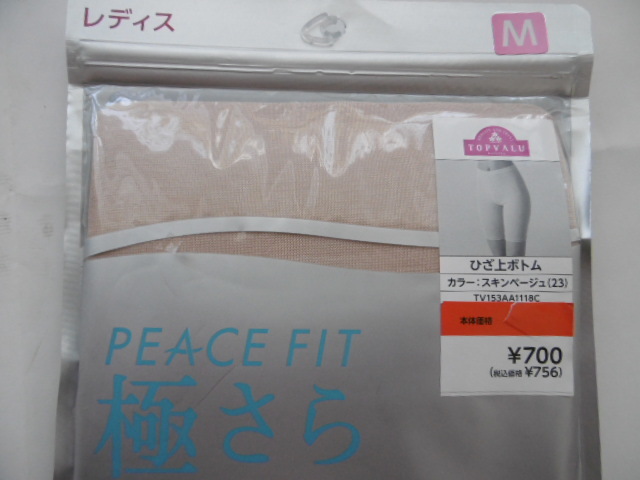 レディス
M
TOPVALU
ひざ上ボトム
カラー:スキンベージュ(23)
TV153AA1118C
本体価格
¥700
(税込価格 ¥756)
PEACE FIT
極さら